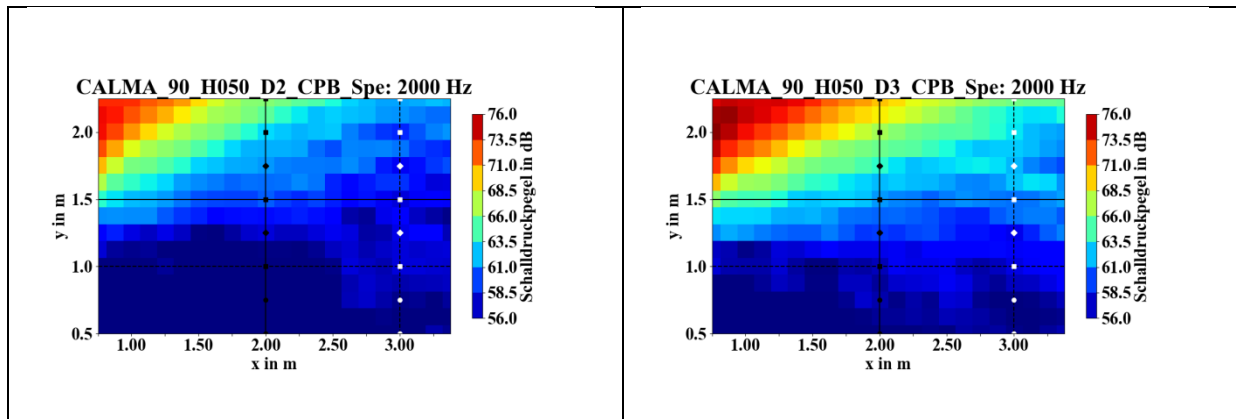 CALMA_90_H050_D2_CPB_Spe: 2000 Hz
76.0
73.5
71.0
68.5
66.0
63.5
61.0
58.5
56.0
Schalldruckpegel in dB
2.0
1.5
1.0
0.5
y in m
1.00 1.50 2.00 2.50 3.00
x in m
CALMA_90_H050_D3_CPB_Spe: 2000 Hz
76.0
73.5
71.0
68.5
66.0
63.5
61.0
58.5
56.0
Schalldruckpegel in dB
2.0
1.5
1.0
0.5
y in m
1.00 1.50 2.00 2.50 3.00
x in m